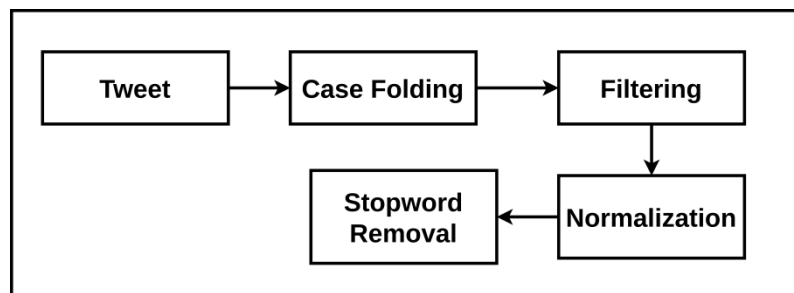 Tweet
Case Folding
Filtering
Normalization
Stopword
Removal